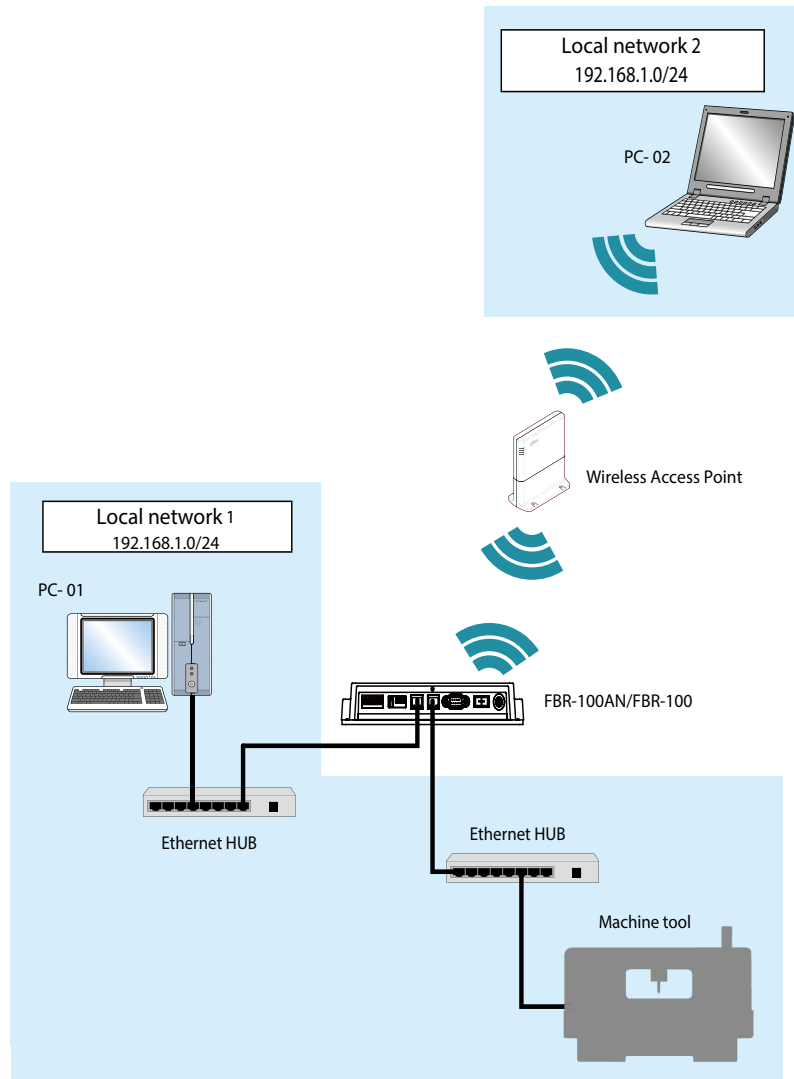 Local network 2
192.168.1.0/24
PC- 02
Wireless Access Point
Local network 1
192.168.1.0/24
PC- 01
FBR-100AN/FBR-100
Ethernet HUB
Ethernet HUB
Machine tool